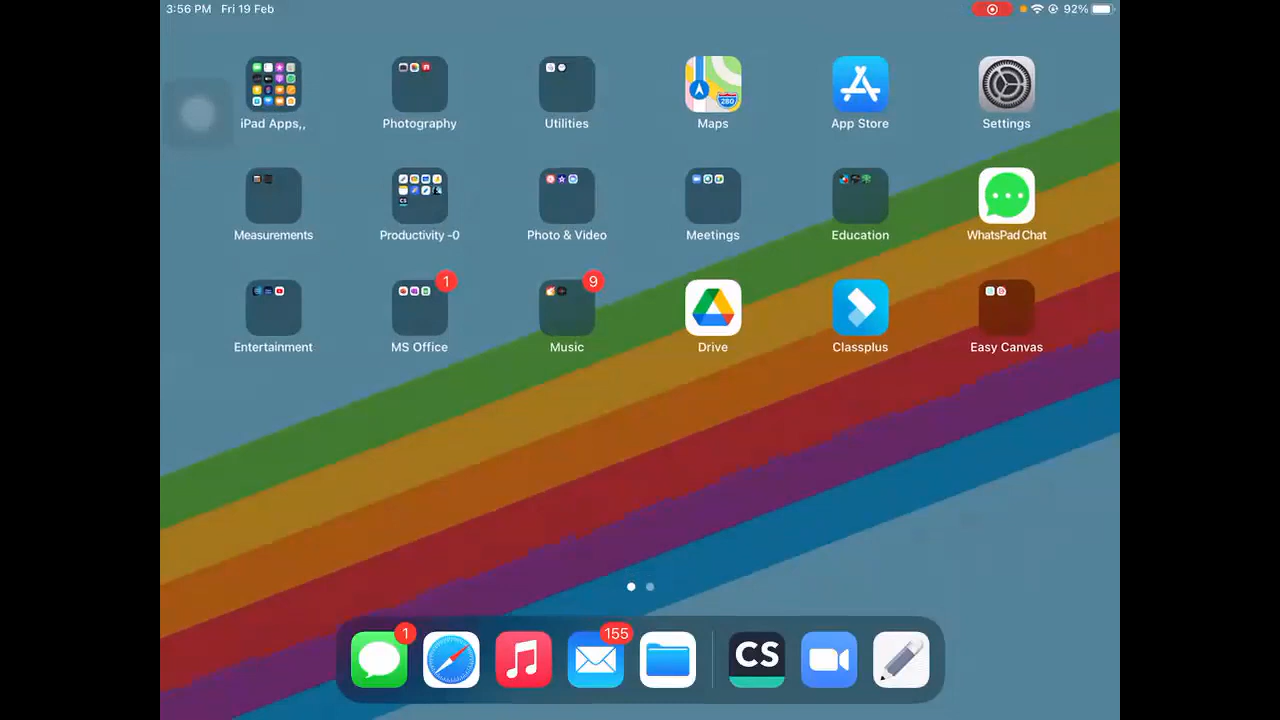 3:56 PM Fri 19 Feb 92%
iPad Apps,, Photography Utilities Maps App Store Settings
280
Measurements Productivity -0 Photo & Video Meetings Education WhatsPad Chat
1 9
Entertainment MS Office Music Drive Classplus Easy Canvas
1 155
CS